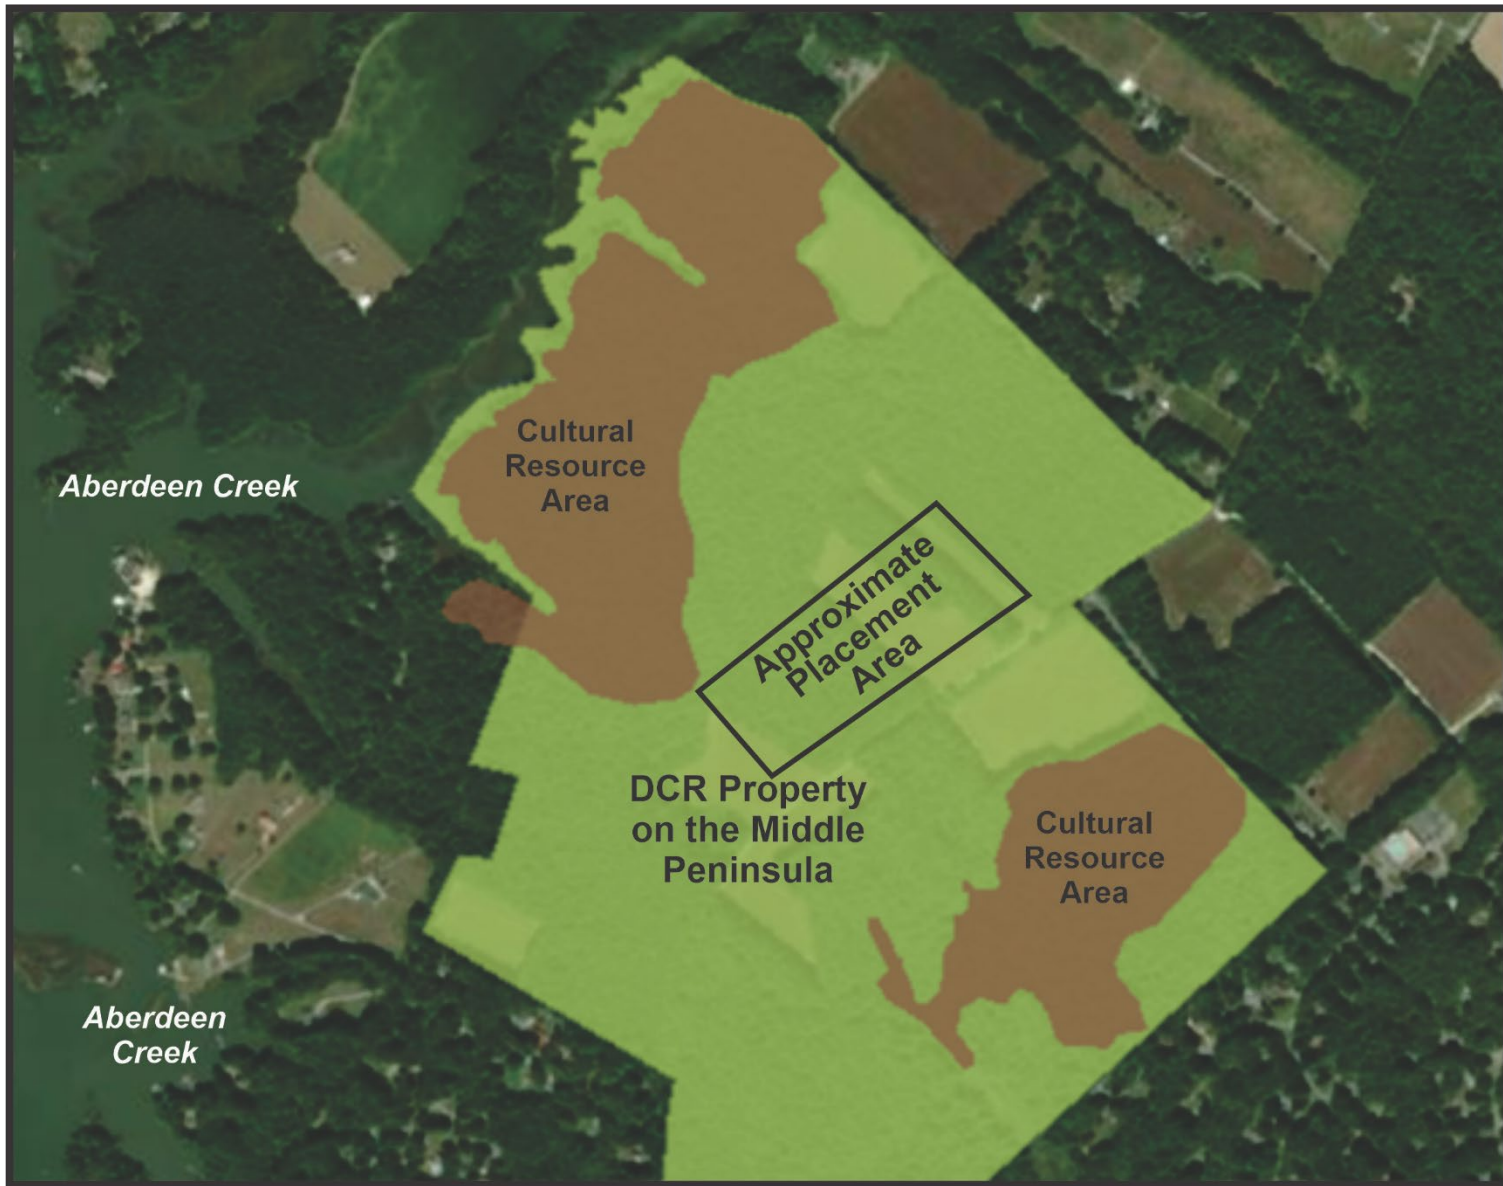 Cultural
Resource
Area
Aberdeen Creek
Approximate
Placement
Area
DCR Property
on the Middle
Peninsula
Cultural
Resource
Area
Aberdeen
Creek